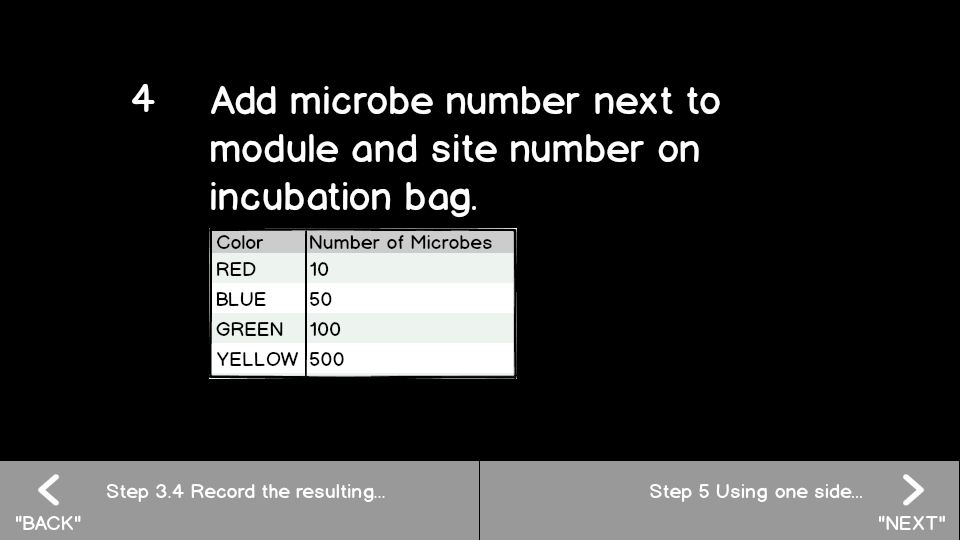 4 Add microbe number next to
module and site number on
incubation bag.
Color Number of Microbes
RED 10
BLUE 50
GREEN 100
YELLOW 500
Step 3.4 Record the resulting... Step 5 Using one side...
"BACK" "NEXT"